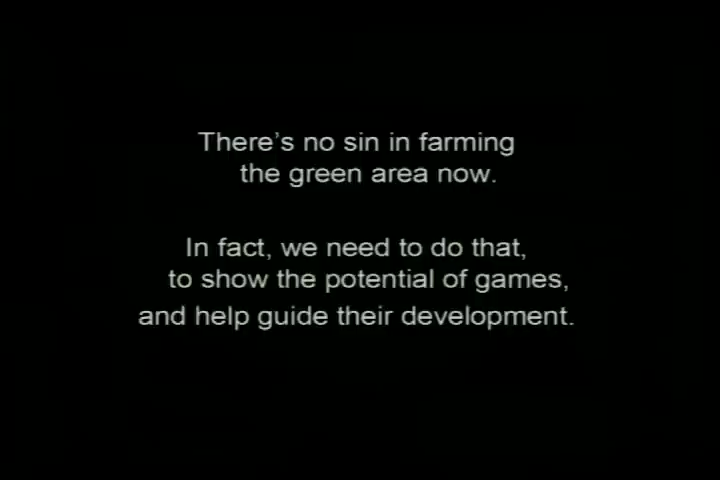 There's no sin in farming
the green area now.
In fact, we need to do that,
to show the potential of games,
and help guide their development.